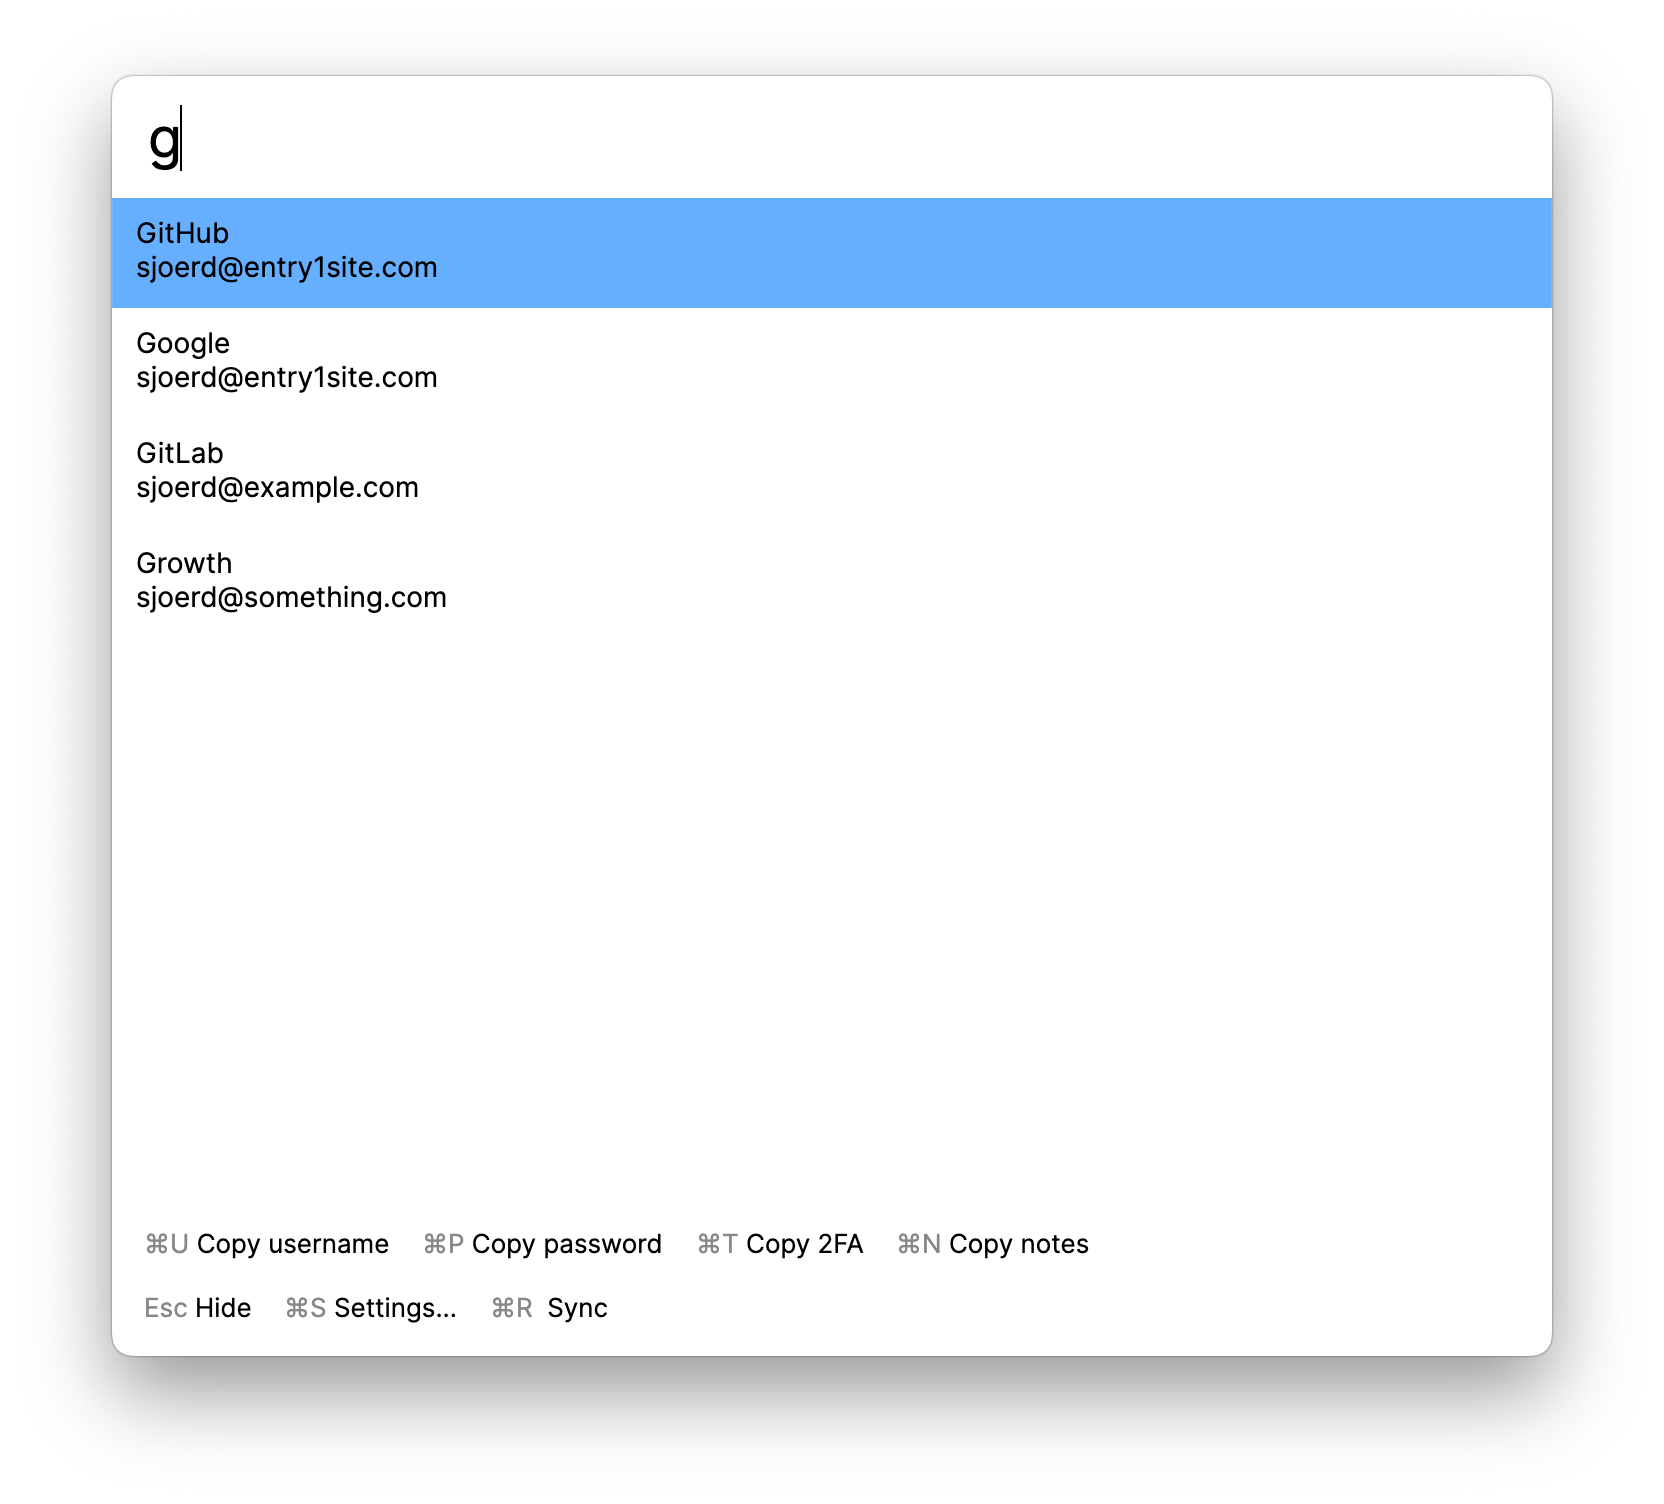 g
GitHub
sjoerd@entry1site.com
Google
sjoerd@entry1site.com
GitLab
sjoerd@example.com
Growth
sjoerd@something.com
⌘U Copy username ⌘P Copy password ⌘T Copy 2FA ⌘N Copy notes
Esc Hide ⌘S Settings... ⌘R Sync